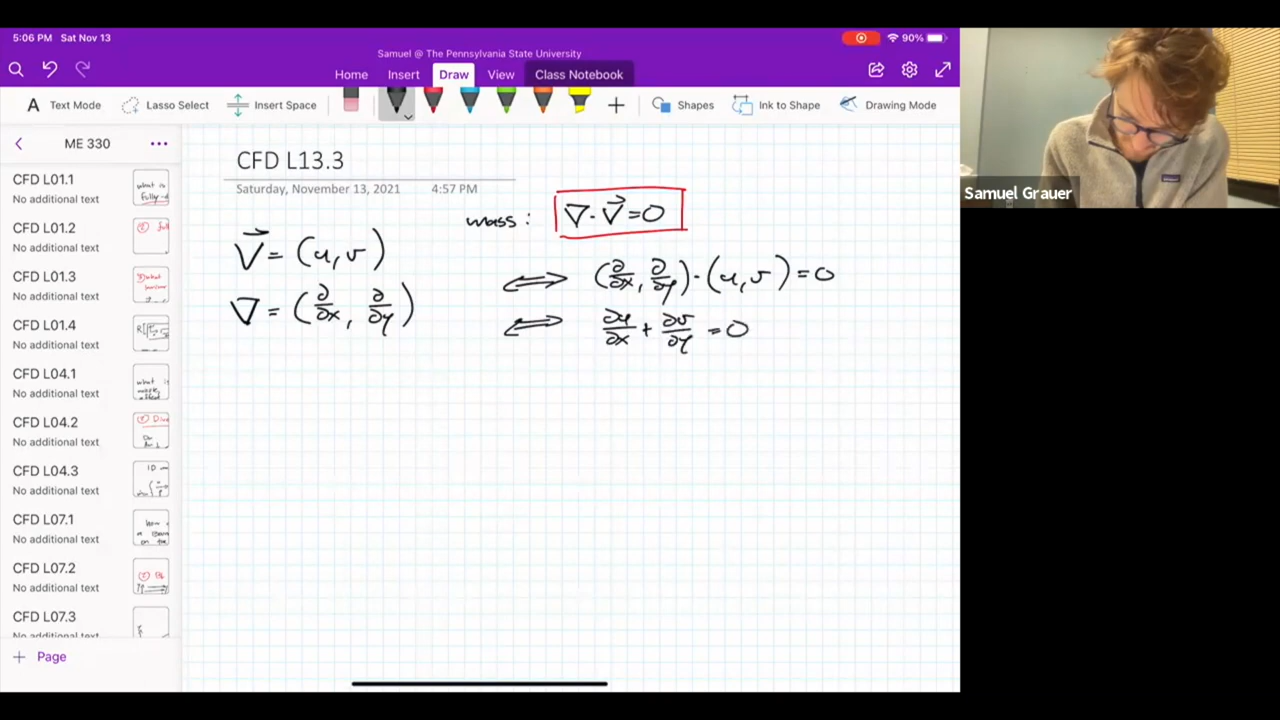 5:06 PM Sat Nov 13
90%
Samuel @ The Pennsylvania State University
Home Insert Draw View Class Notebook
A Text Mode Lasso Select Insert Space Shapes Ink to Shape Drawing Mode
ME 330
CFD L01.1
No additional text
CFD L01.2
No additional text
CFD L01.3
No additional text
CFD L01.4
No additional text
CFD L04.1
No additional text
CFD L04.2
No additional text
CFD L04.3
No additional text
CFD L07.1
No additional text
CFD L07.2
No additional text
CFD L07.3
No additional text
+ Page
CFD L13.3
Saturday, November 13, 2021 4:57 PM
mass: ∇·V⃗=0
V⃗ = (u,v)
⟺ (∂/∂x, ∂/∂y)·(u,v)=0
∇ = (∂/∂x, ∂/∂y)
⟺ ∂u/∂x + ∂v/∂y = 0
Samuel Grauer